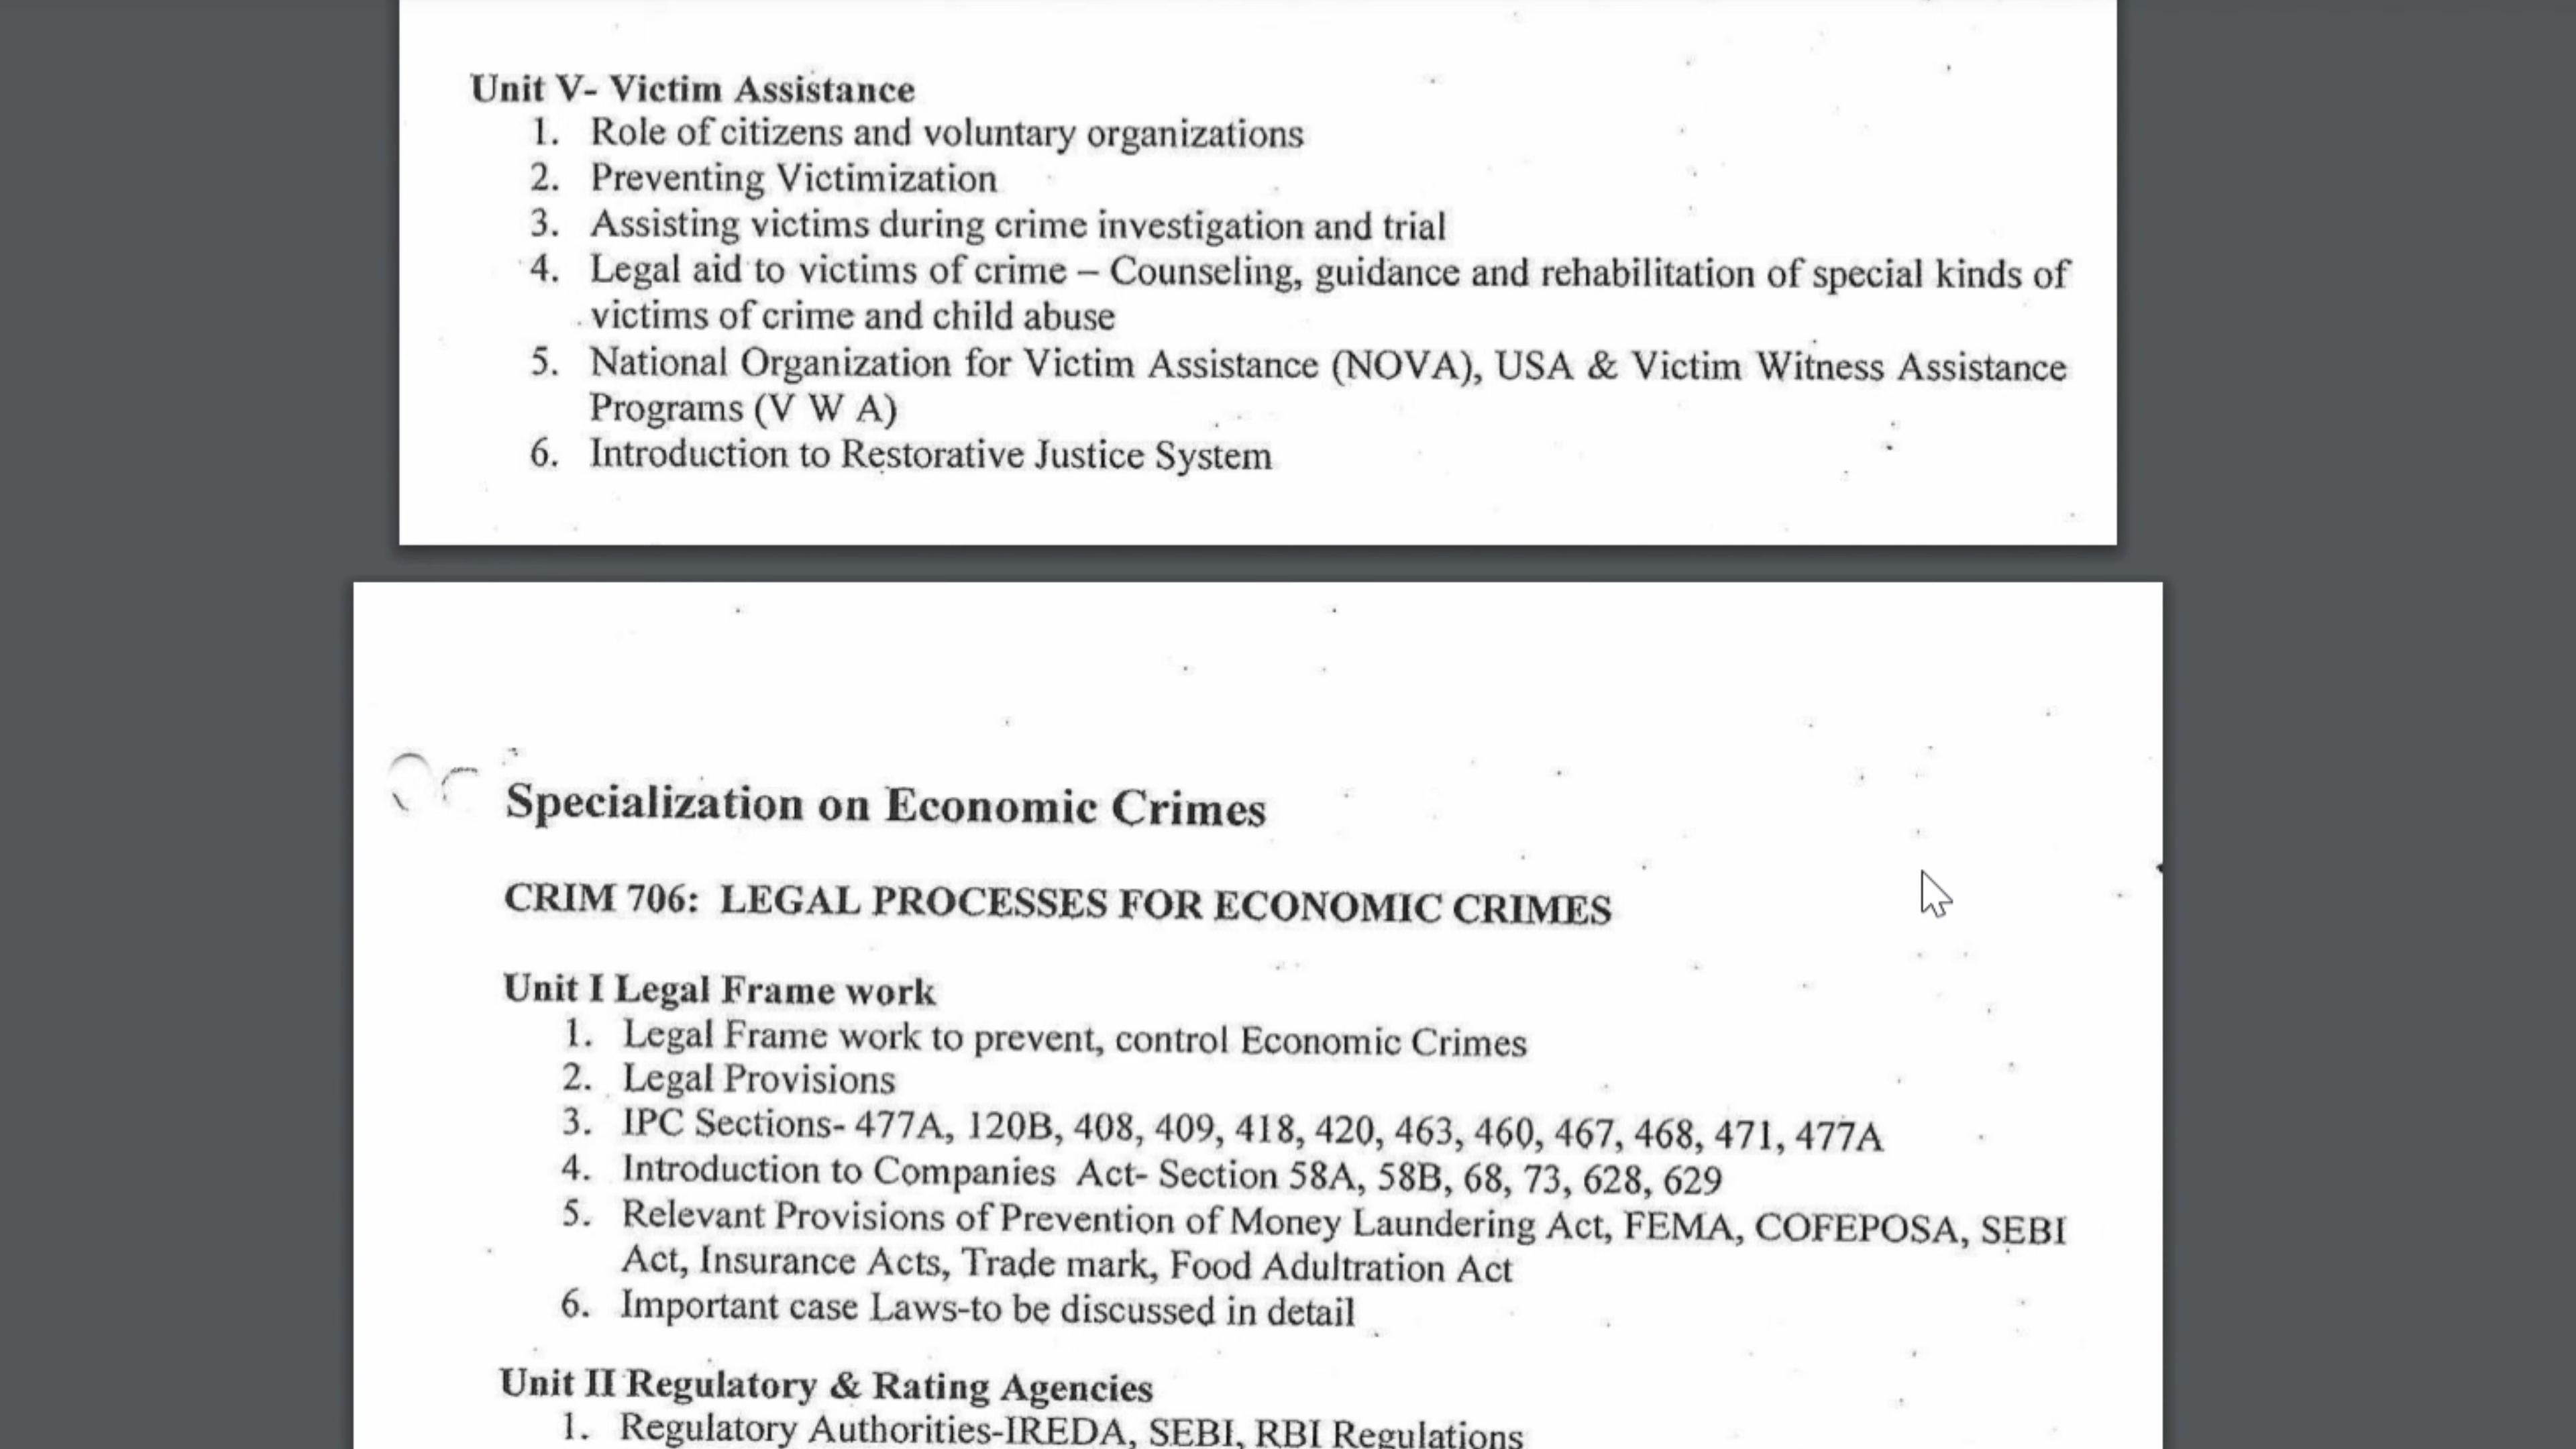 Unit V- Victim Assistance
1. Role of citizens and voluntary organizations
2. Preventing Victimization
3. Assisting victims during crime investigation and trial
4. Legal aid to victims of crime – Counseling, guidance and rehabilitation of special kinds of
victims of crime and child abuse
5. National Organization for Victim Assistance (NOVA), USA & Victim Witness Assistance
Programs (V W A)
6. Introduction to Restorative Justice System
Specialization on Economic Crimes
CRIM 706: LEGAL PROCESSES FOR ECONOMIC CRIMES
Unit I Legal Frame work
1. Legal Frame work to prevent, control Economic Crimes
2. Legal Provisions
3. IPC Sections- 477A, 120B, 408, 409, 418, 420, 463, 460, 467, 468, 471, 477A
4. Introduction to Companies Act- Section 58A, 58B, 68, 73, 628, 629
5. Relevant Provisions of Prevention of Money Laundering Act, FEMA, COFEPOSA, SEBI
Act, Insurance Acts, Trade mark, Food Adultration Act
6. Important case Laws-to be discussed in detail
Unit II Regulatory & Rating Agencies
1. Regulatory Authorities-IREDA, SEBI, RBI Regulations